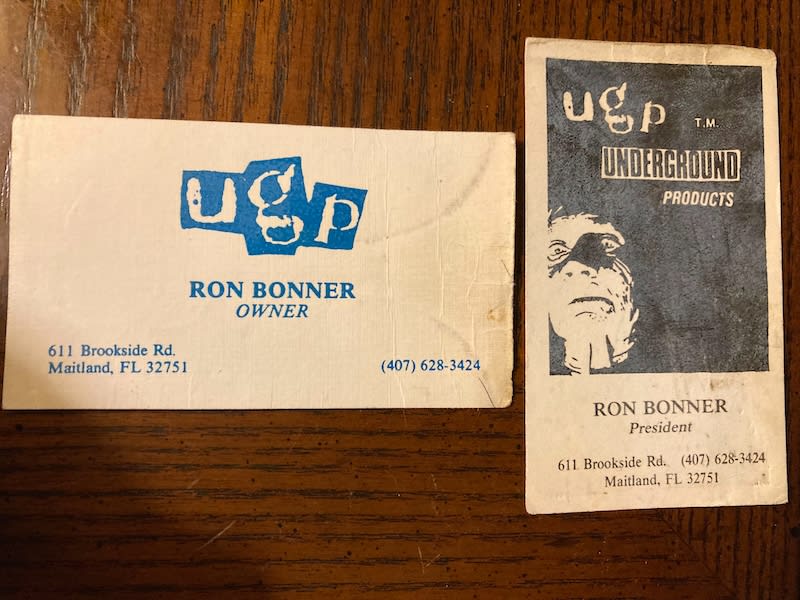 ugp
RON BONNER
OWNER
611 Brookside Rd.
Maitland, FL 32751
(407) 628-3424
ugp T.M.
UNDERGROUND
PRODUCTS
RON BONNER
President
611 Brookside Rd. (407) 628-3424
Maitland, FL 32751